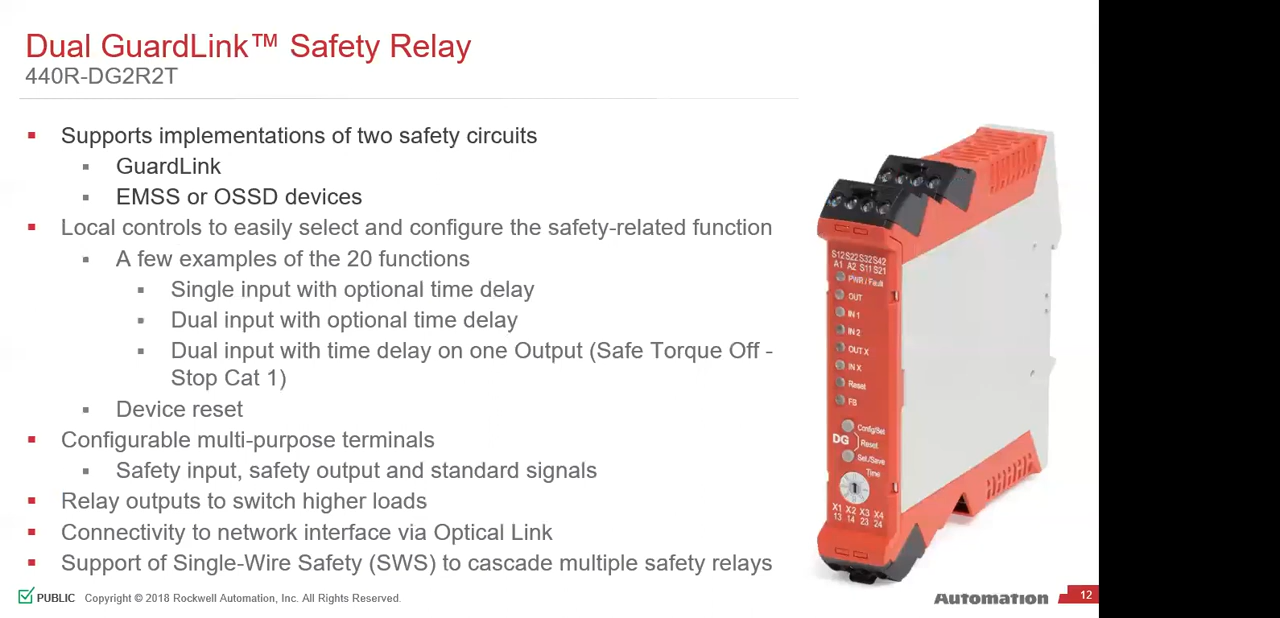 Dual GuardLink™ Safety Relay
440R-DG2R2T
Supports implementations of two safety circuits
GuardLink
EMSS or OSSD devices
Local controls to easily select and configure the safety-related function
A few examples of the 20 functions
Single input with optional time delay
Dual input with optional time delay
Dual input with time delay on one Output (Safe Torque Off -
Stop Cat 1)
Device reset
Configurable multi-purpose terminals
Safety input, safety output and standard signals
Relay outputs to switch higher loads
Connectivity to network interface via Optical Link
Support of Single-Wire Safety (SWS) to cascade multiple safety relays
S12 S22 S32 S42
A1 A2 S11 S21
PWR / Fault
OUT
IN 1
IN 2
OUT X
IN X
Reset
FB
Config/Sel
DG
Reset
Set /Save
Time
X1 X2 X3 X4
13 14 23 24
PUBLIC Copyright © 2018 Rockwell Automation, Inc. All Rights Reserved.
Automation
12